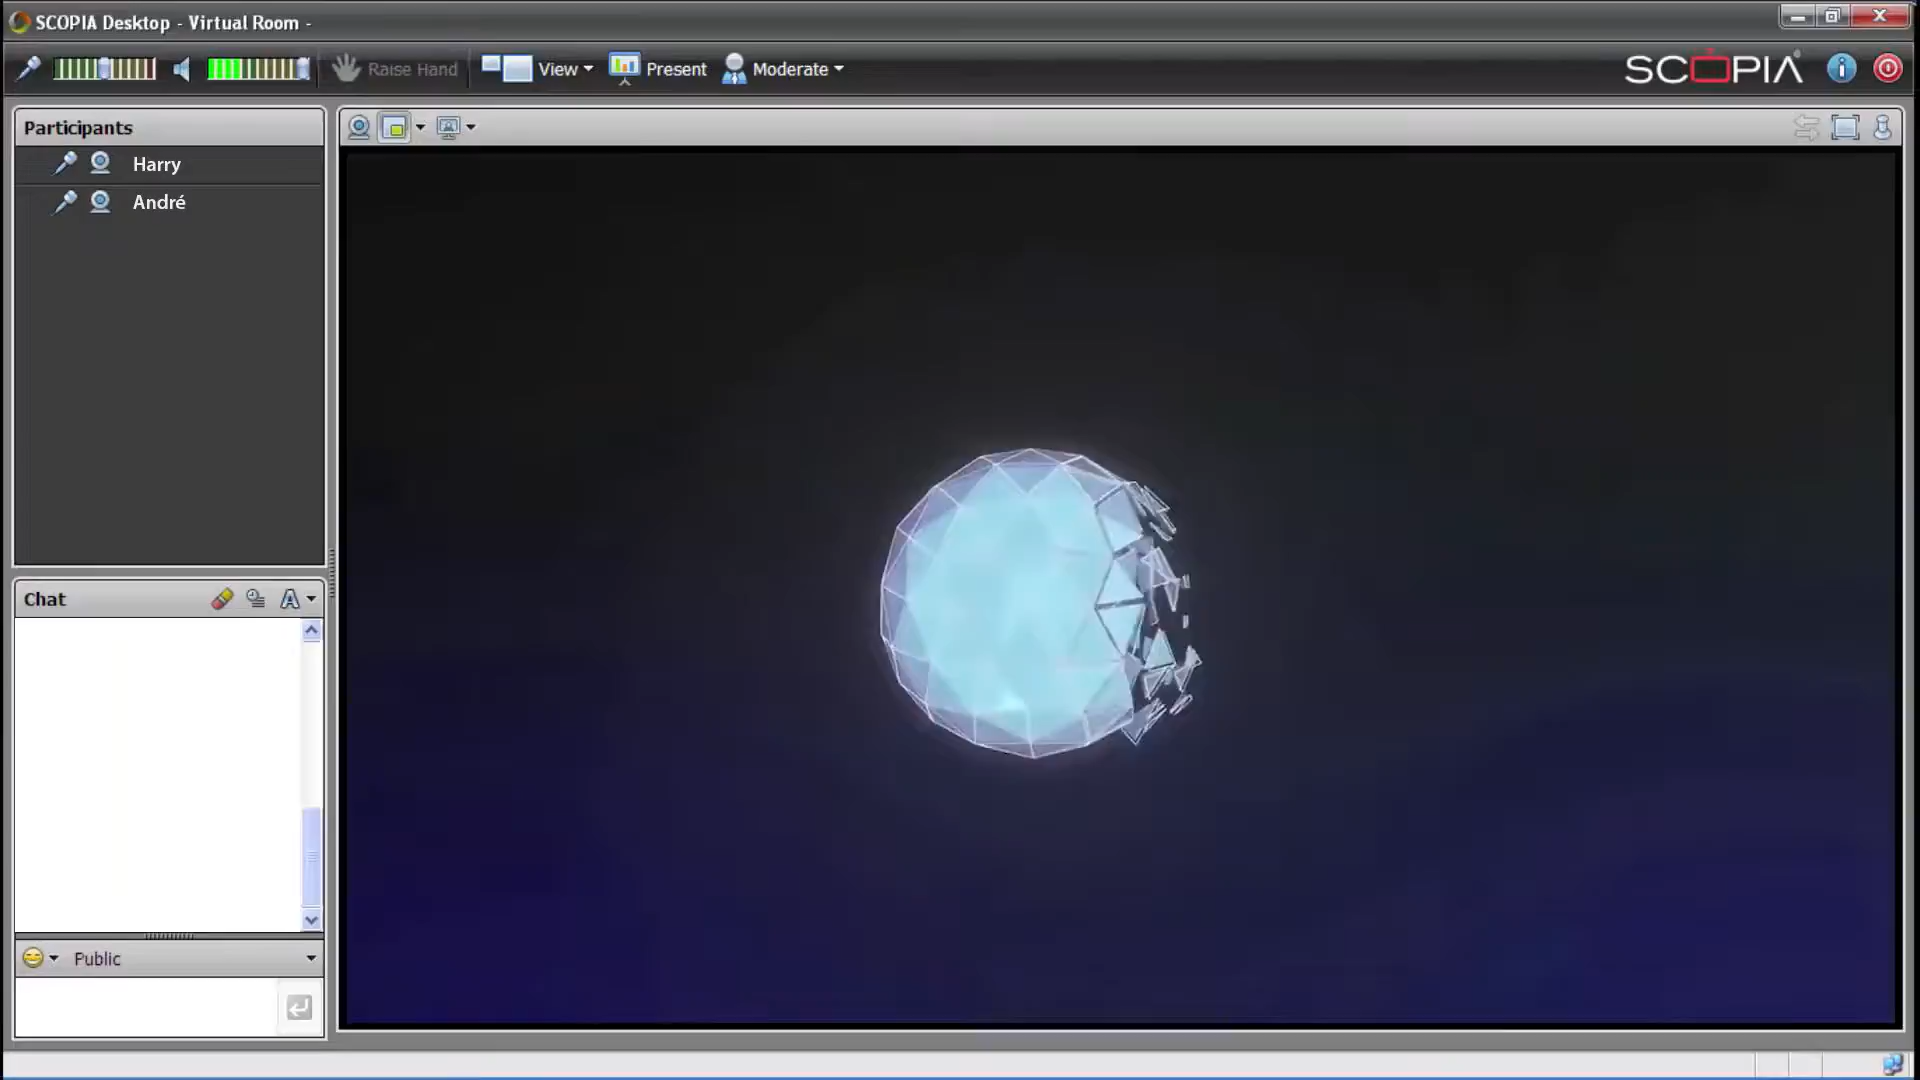 SCOPIA Desktop - Virtual Room -
Raise Hand View Present Moderate SCOPIA
Participants
Harry
André
Chat
Public